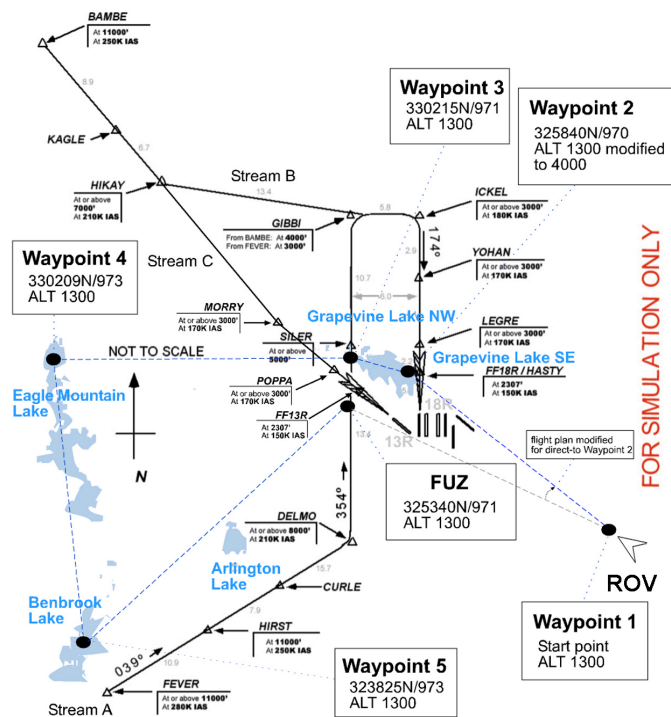 BAMBE
At 11000'
At 250K IAS
8.9
KAGLE
6.7
HIKAY
At or above
7000'
At 210K IAS
Stream B
13.4
Stream C
GIBBI
From BAMBE: At 4000'
From FEVER: At 3000'
5.8
ICKEL
At or above 3000'
At 180K IAS
174°
2.9
YOHAN
At or above 3000'
At 170K IAS
10.7
6.0
Waypoint 3
330215N/971
ALT 1300
Waypoint 2
325840N/970
ALT 1300 modified
to 4000
Waypoint 4
330209N/973
ALT 1300
MORRY
At or above 3000'
At 170K IAS
Grapevine Lake NW
SILER
At or above
5000'
LEGRE
At or above 3000'
At 170K IAS
NOT TO SCALE
Grapevine Lake SE
POPPA
At or above 3000'
At 170K IAS
FF18R / HASTY
At 2307'
At 150K IAS
Eagle Mountain
Lake
FF13R
At 2307'
At 150K IAS
18R
13R
N
flight plan modified
for direct-to Waypoint 2
FOR SIMULATION ONLY
FUZ
325340N/971
ALT 1300
354°
DELMO
At or above 8000'
At 210K IAS
ROV
Arlington
Lake
15.7
CURLE
Benbrook
Lake
7.9
HIRST
At 11000'
At 250K IAS
Waypoint 1
Start point
ALT 1300
039°
10.9
Waypoint 5
323825N/973
ALT 1300
FEVER
At or above 11000'
At 280K IAS
Stream A